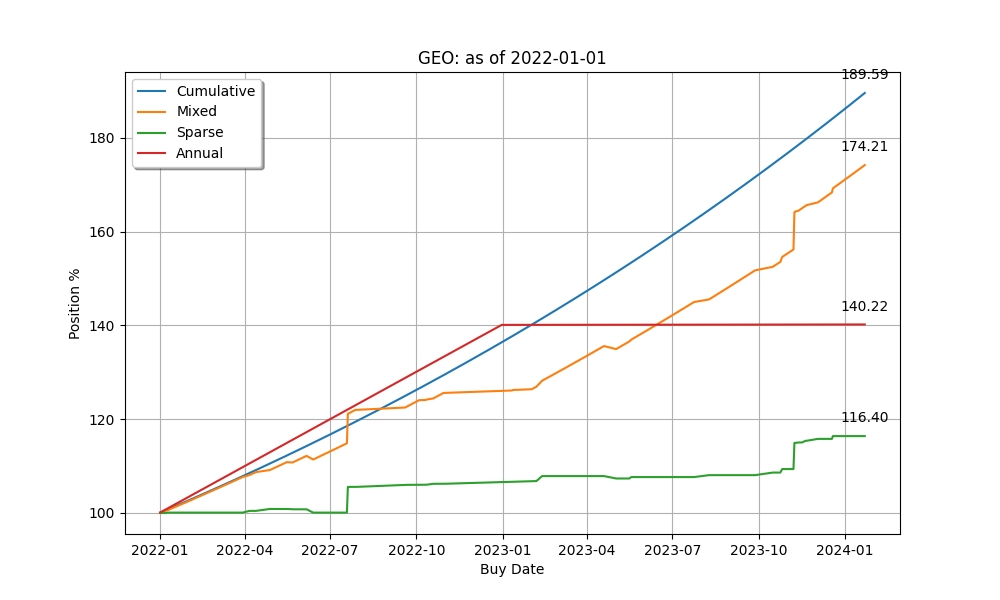 GEO: as of 2022-01-01
Cumulative
Mixed
Sparse
Annual
189.59
174.21
140.22
116.40
Position %
180
160
140
120
100
2022-01 2022-04 2022-07 2022-10 2023-01 2023-04 2023-07 2023-10 2024-01
Buy Date